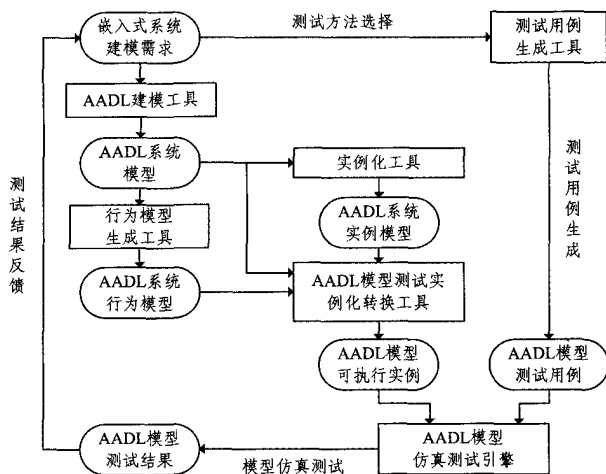 嵌入式系统
建模需求
测试方法选择
测试用例
生成工具
AADL建模工具
AADL系统
模型
实例化工具
行为模型
生成工具
AADL系统
实例模型
AADL系统
行为模型
AADL模型测试实
例化转换工具
测试结果反馈
测试用例生成
AADL模型
可执行实例
AADL模型
测试用例
AADL模型
测试结果
模型仿真测试
AADL模型
仿真测试引擎